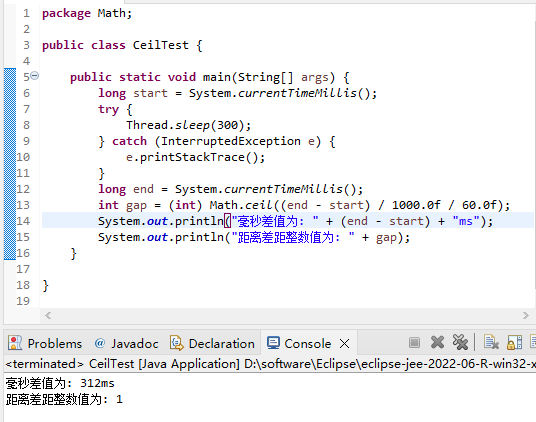 1 package Math;
2
3 public class CeilTest {
4
5 public static void main(String[] args) {
6 long start = System.currentTimeMillis();
7 try {
8 Thread.sleep(300);
9 } catch (InterruptedException e) {
10 e.printStackTrace();
11 }
12 long end = System.currentTimeMillis();
13 int gap = (int) Math.ceil((end - start) / 1000.0f / 60.0f);
14 System.out.println("毫秒差值为: " + (end - start) + "ms");
15 System.out.println("距离差距整数值为: " + gap);
16 }
17
18 }
19
Problems @ Javadoc Declaration Console
<terminated> CeilTest [Java Application] D:\software\Eclipse\eclipse-jee-2022-06-R-win32-x
毫秒差值为: 312ms
距离差距整数值为: 1